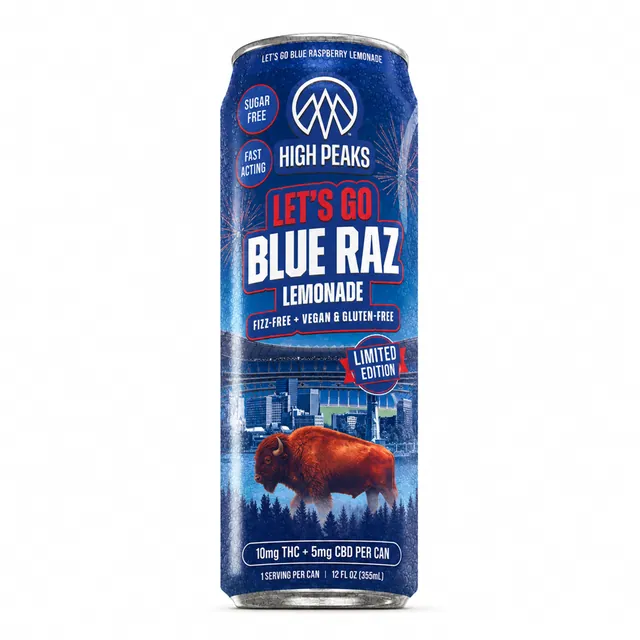 LET'S GO BLUE RASPBERRY LEMONADE
SUGAR
FREE
FAST
ACTING
HIGH PEAKS
LET'S GO
BLUE RAZ
LEMONADE
FIZZ-FREE + VEGAN & GLUTEN-FREE
LIMITED
EDITION
10mg THC + 5mg CBD PER CAN
1 SERVING PER CAN | 12 FL OZ (355mL)